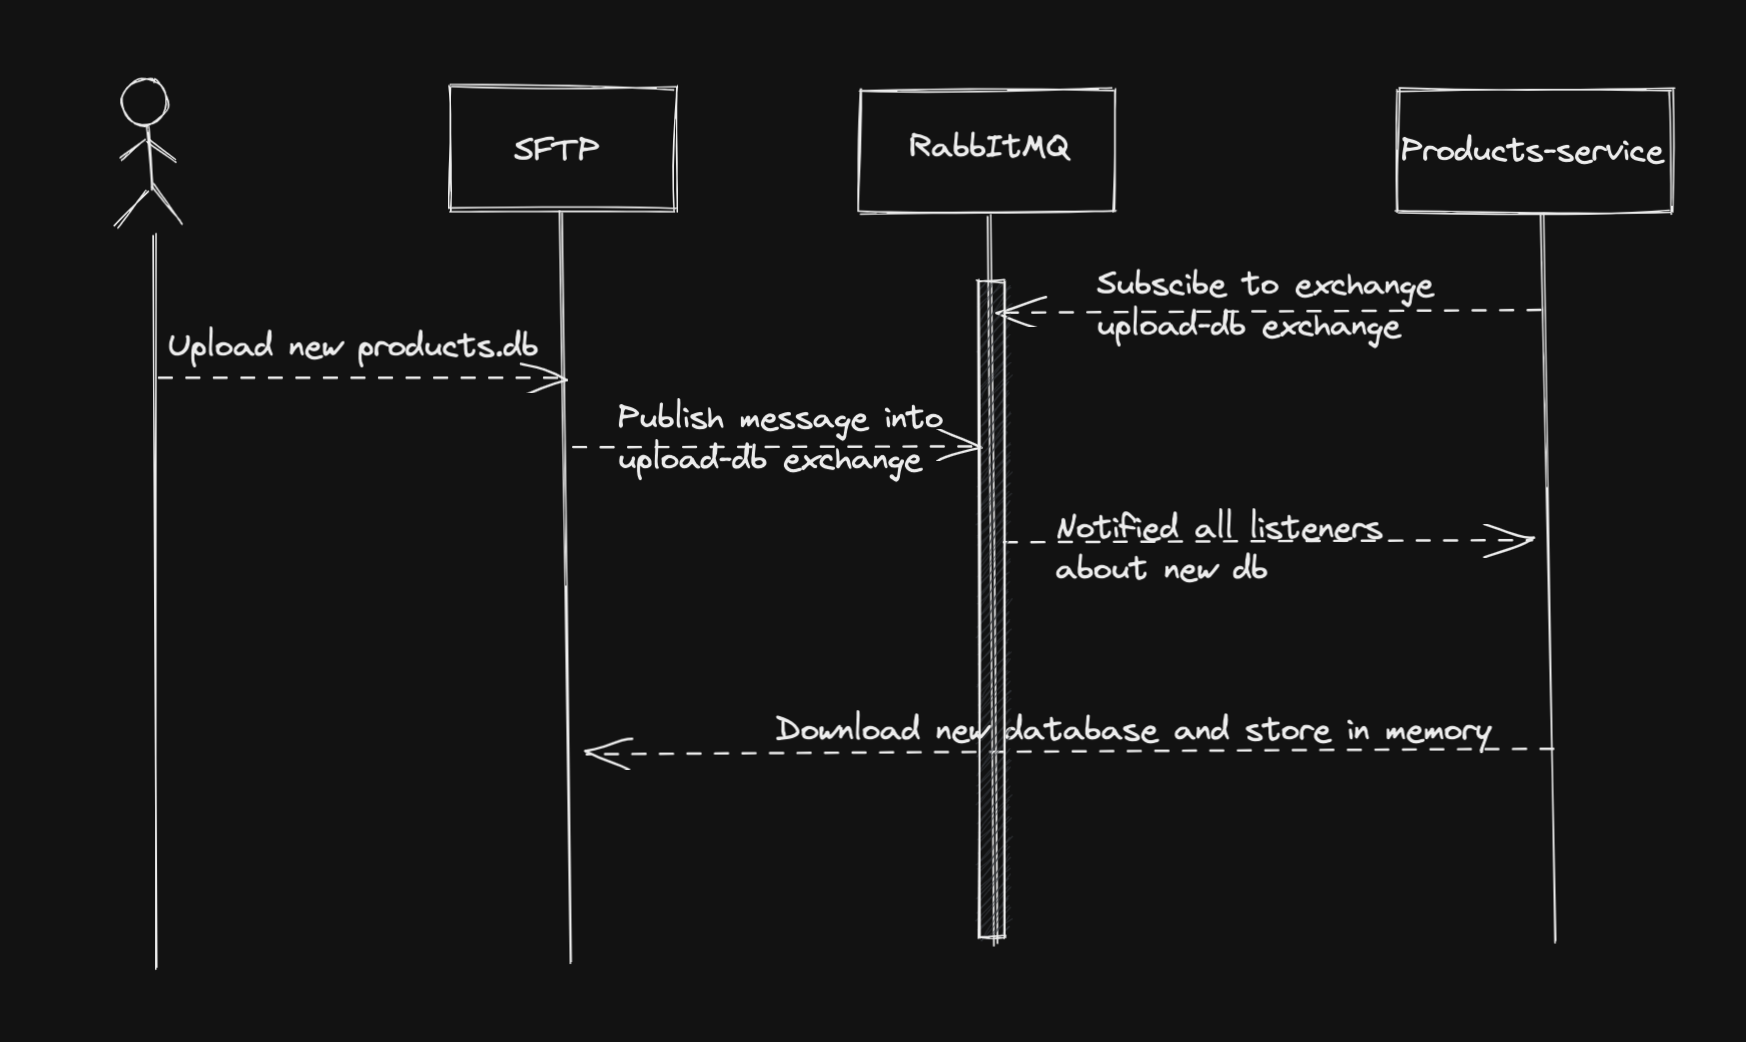 SFTP
RabbItMQ
Products-service
Subscibe to exchange
upload-db exchange
Upload new products.db
Publish message into
upload-db exchange
Notified all listeners
about new db
Download new database and store in memory